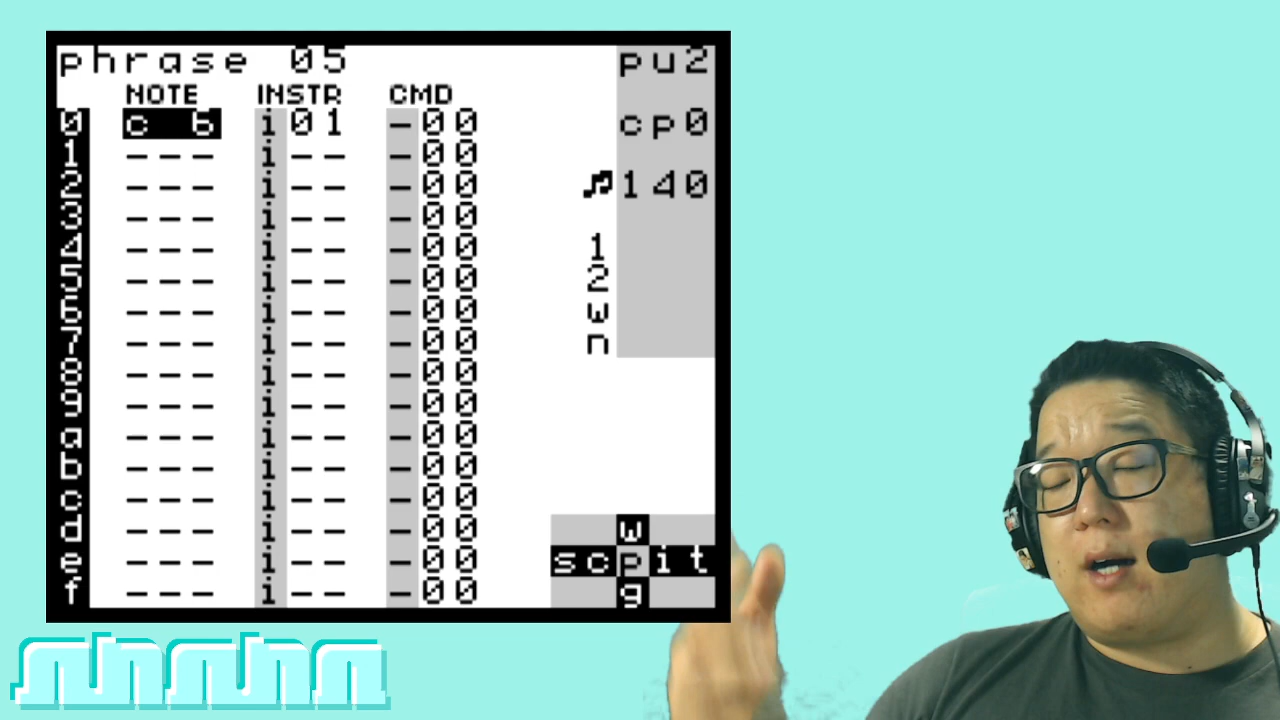 phrase 05 pu2
NOTE INSTR CMD
0 c 6 i 01 -00 cp0
1 --- i -- -00
2 --- i -- -00 140
3 --- i -- -00
4 --- i -- -00 1
5 --- i -- -00 2
6 --- i -- -00 w
7 --- i -- -00 n
8 --- i -- -00
9 --- i -- -00
a --- i -- -00
b --- i -- -00
c --- i -- -00
d --- i -- -00 w
e --- i -- -00 scpit
f --- i -- -00 g